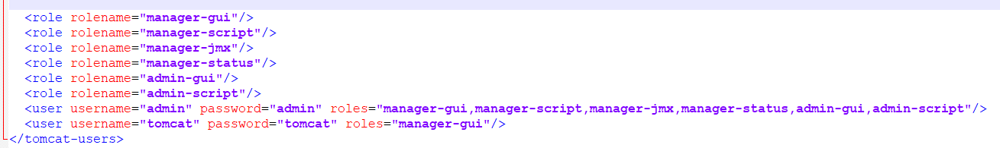 <role rolename="manager-gui"/>
<role rolename="manager-script"/>
<role rolename="manager-jmx"/>
<role rolename="manager-status"/>
<role rolename="admin-gui"/>
<role rolename="admin-script"/>
<user username="admin" password="admin" roles="manager-gui,manager-script,manager-jmx,manager-status,admin-gui,admin-script"/>
<user username="tomcat" password="tomcat" roles="manager-gui"/>
</tomcat-users>